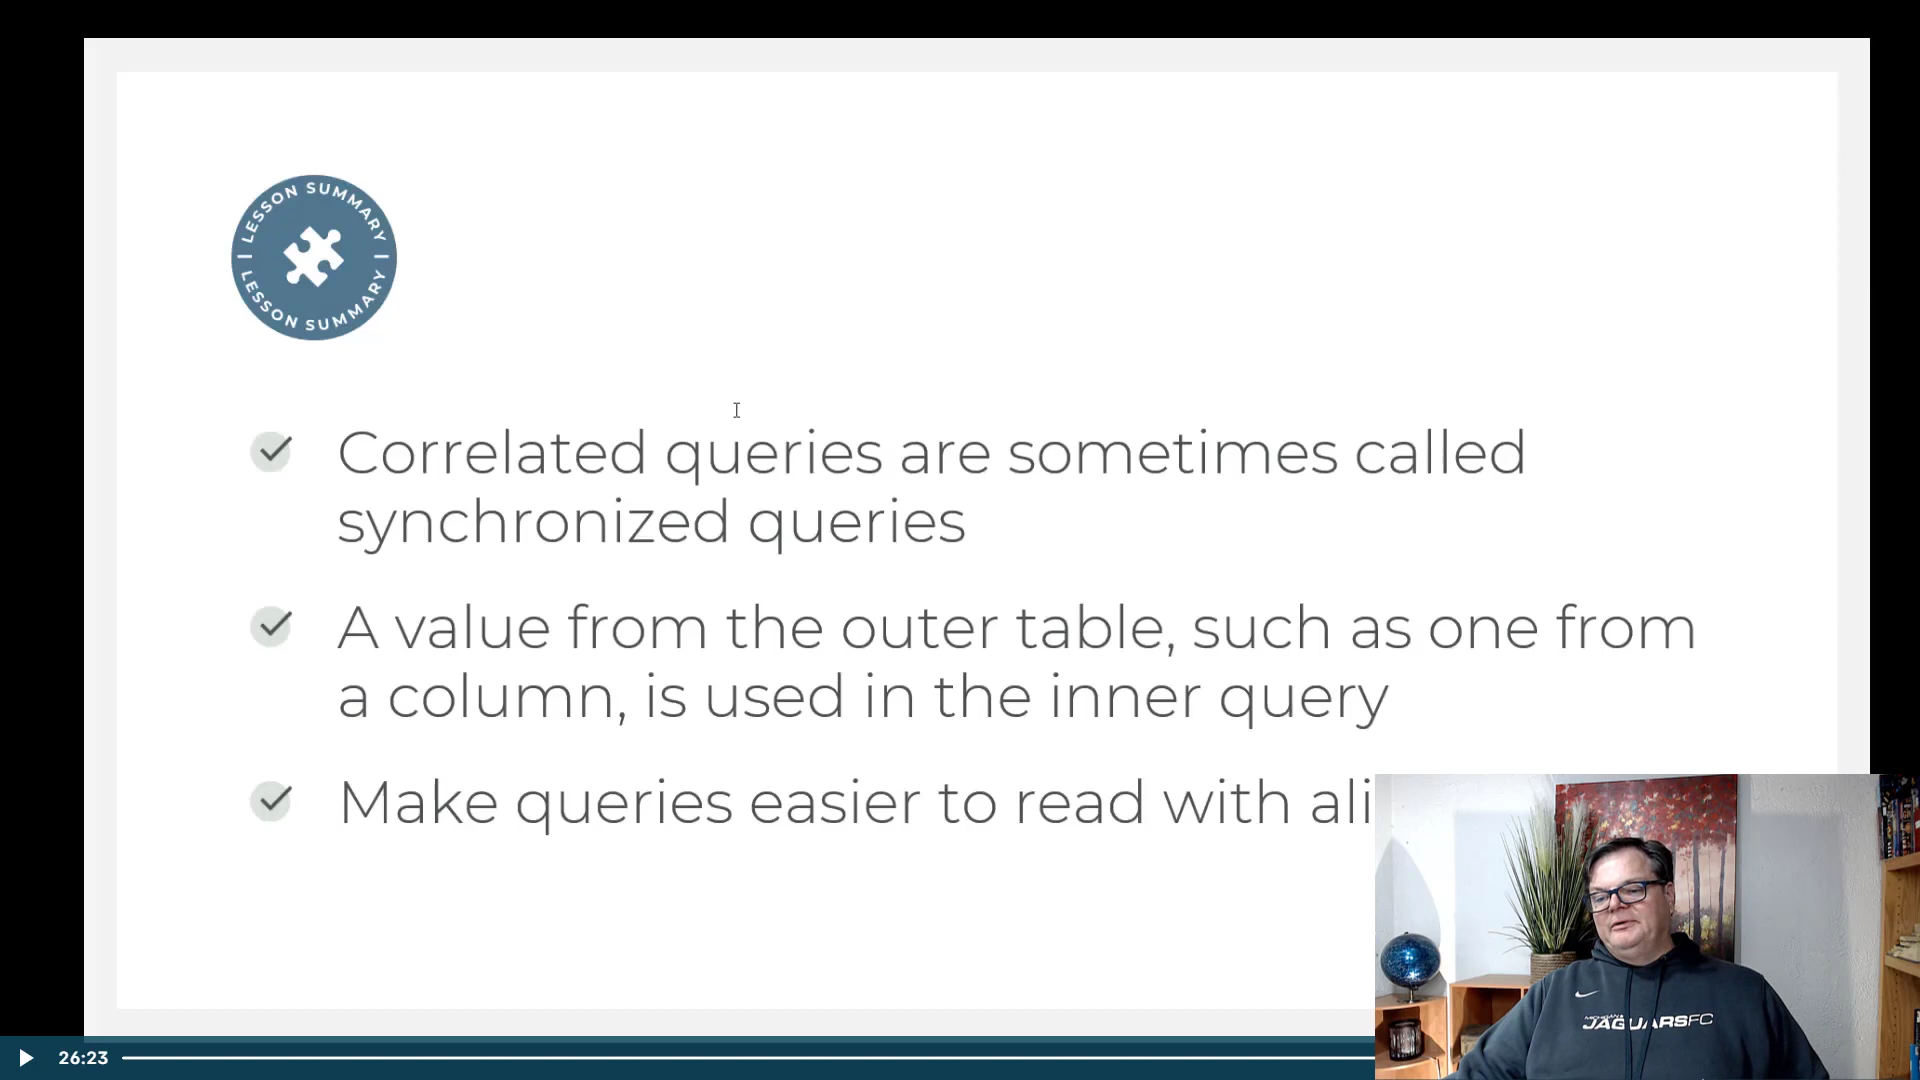 LESSON SUMMARY
LESSON SUMMARY
Correlated queries are sometimes called
synchronized queries
A value from the outer table, such as one from
a column, is used in the inner query
Make queries easier to read with ali
MICHIGAN
JAGUARSFC
26:23